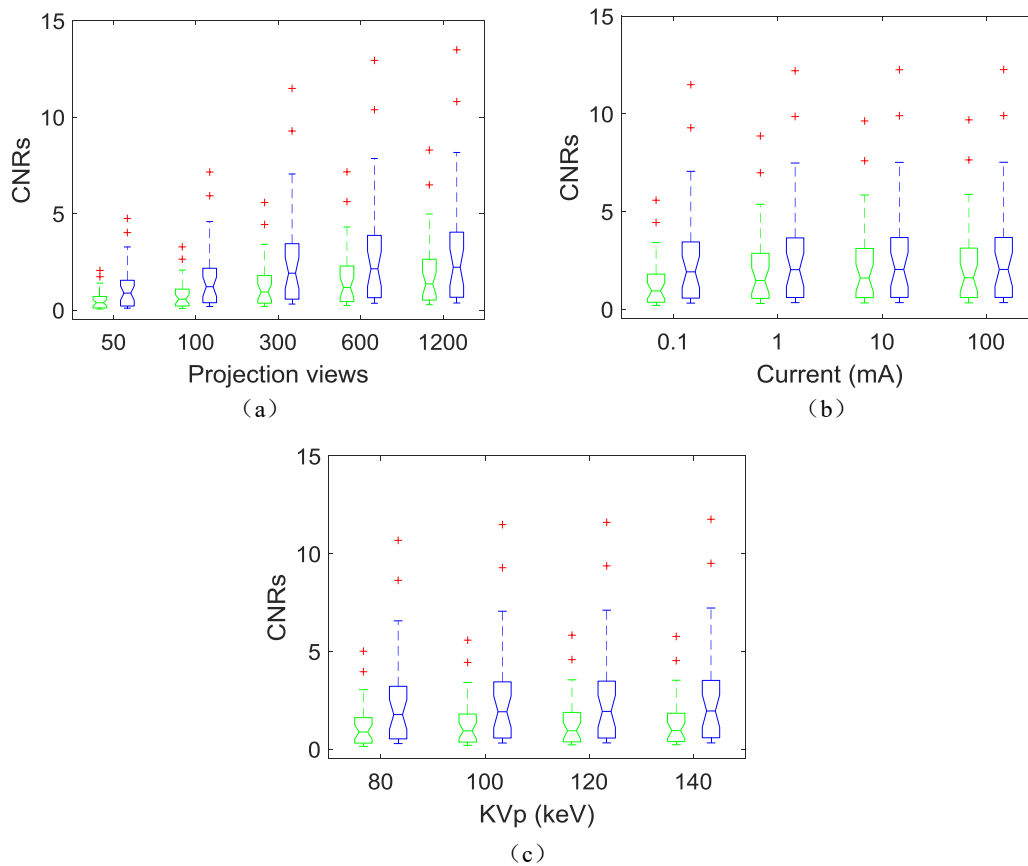 15
10
5
0
CNRs
50 100 300 600 1200
Projection views
（a）
15
10
5
0
CNRs
0.1 1 10 100
Current (mA)
（b）
15
10
5
0
CNRs
80 100 120 140
KVp (keV)
（c）